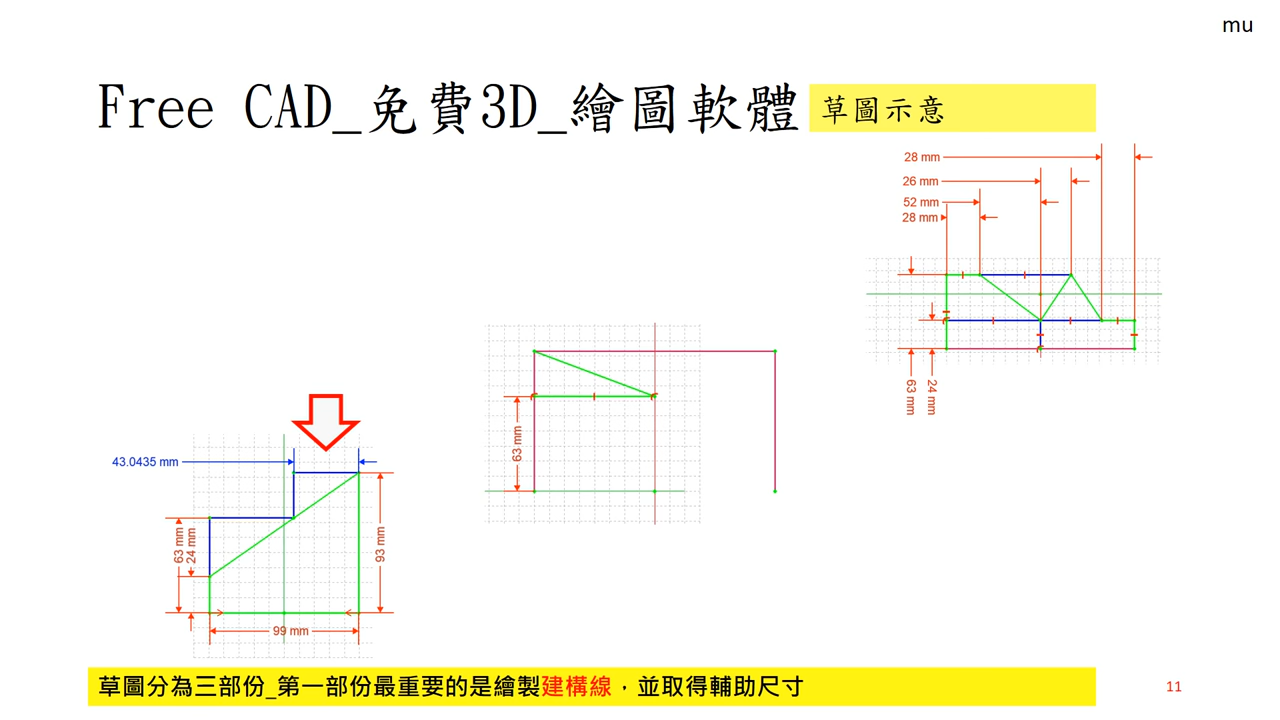 mu
Free CAD_免費3D_繪圖軟體
草圖示意
28 mm
26 mm
52 mm
28 mm
63 mm
24 mm
63 mm
43.0435 mm
63 mm
24 mm
93 mm
99 mm
草圖分為三部份_第一部份最重要的是繪製建構線，並取得輔助尺寸
11